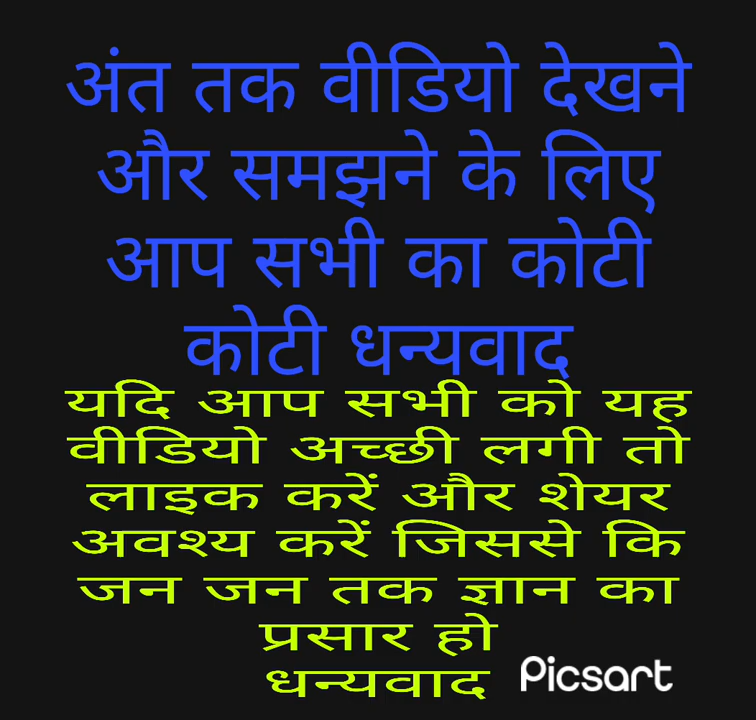 अंत तक वीडियो देखने
और समझने के लिए
आप सभी का कोटी
कोटी धन्यवाद
यदि आप सभी को यह
वीडियो अच्छी लगी तो
लाइक करें और शेयर
अवश्य करें जिससे कि
जन जन तक ज्ञान का
प्रसार हो
धन्यवाद Picsart